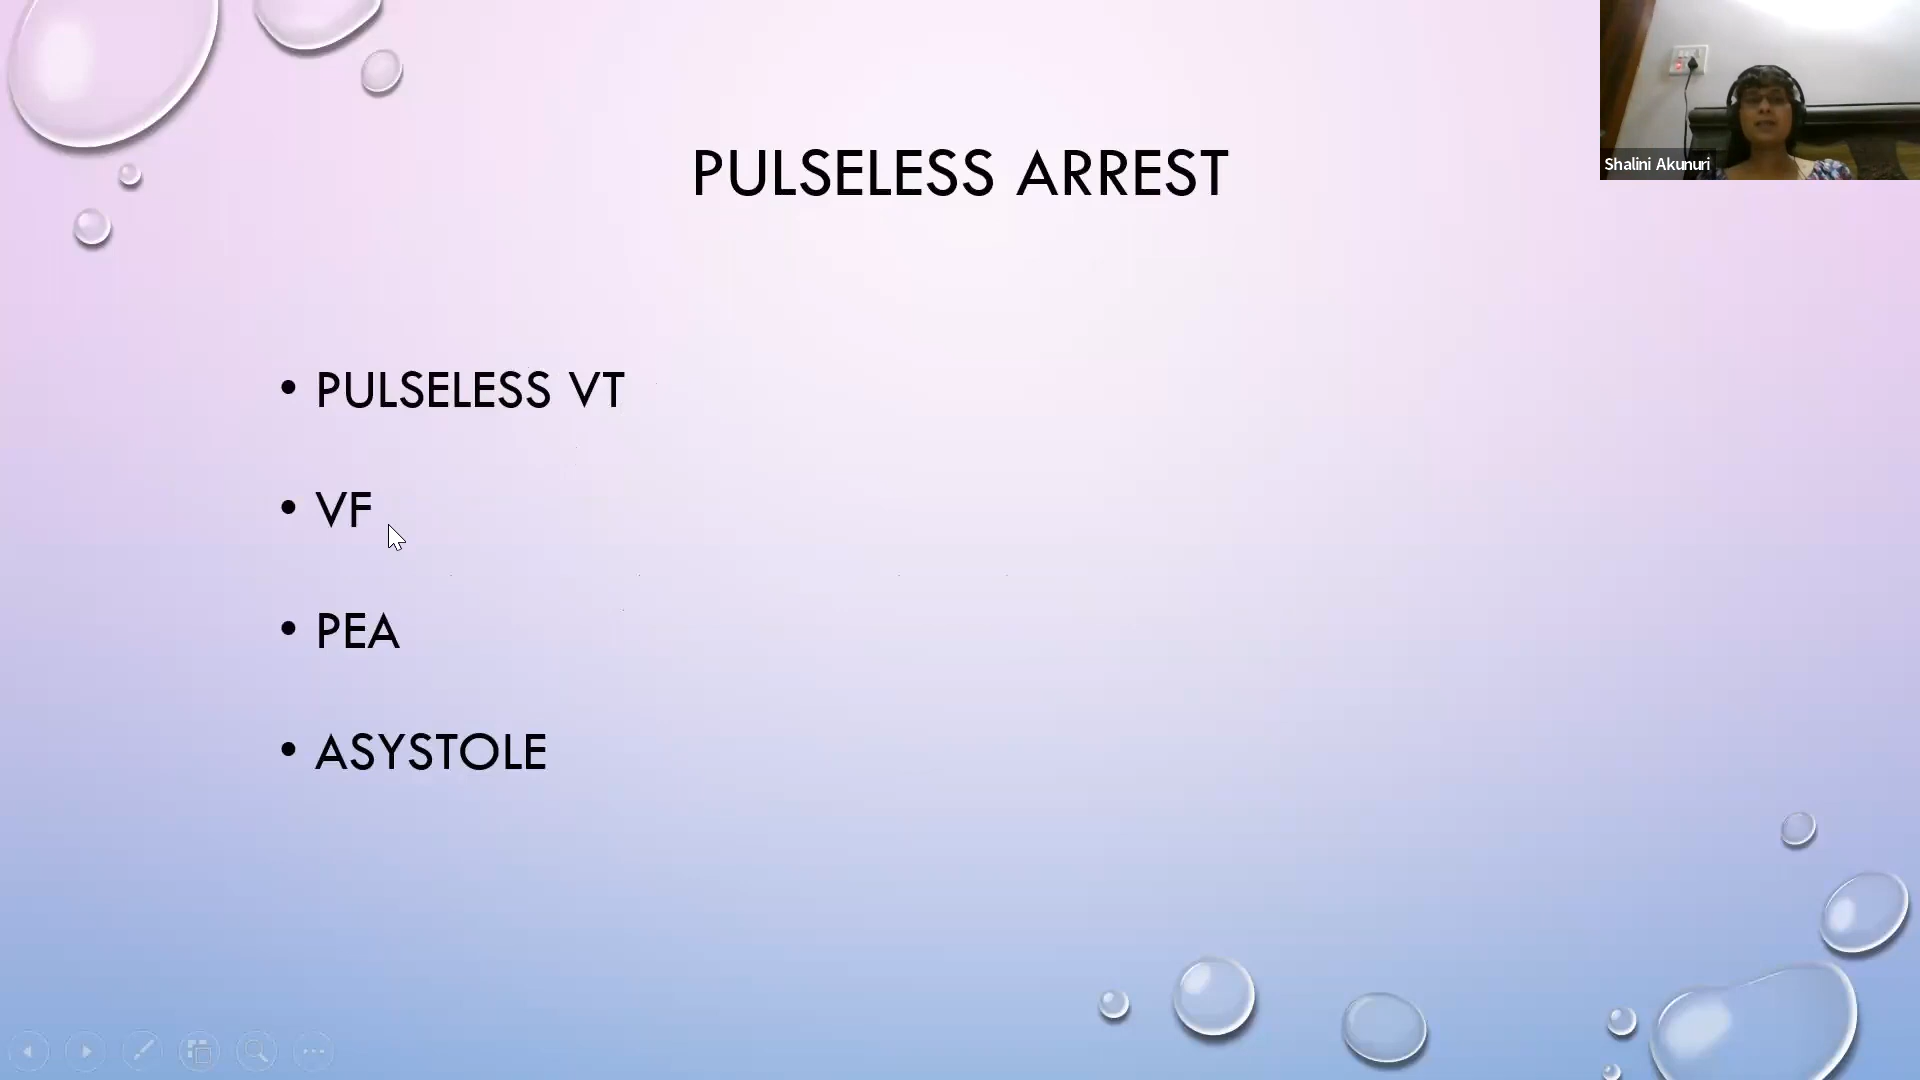 PULSELESS ARREST
Shalini Akunuri
• PULSELESS VT
• VF
• PEA
• ASYSTOLE